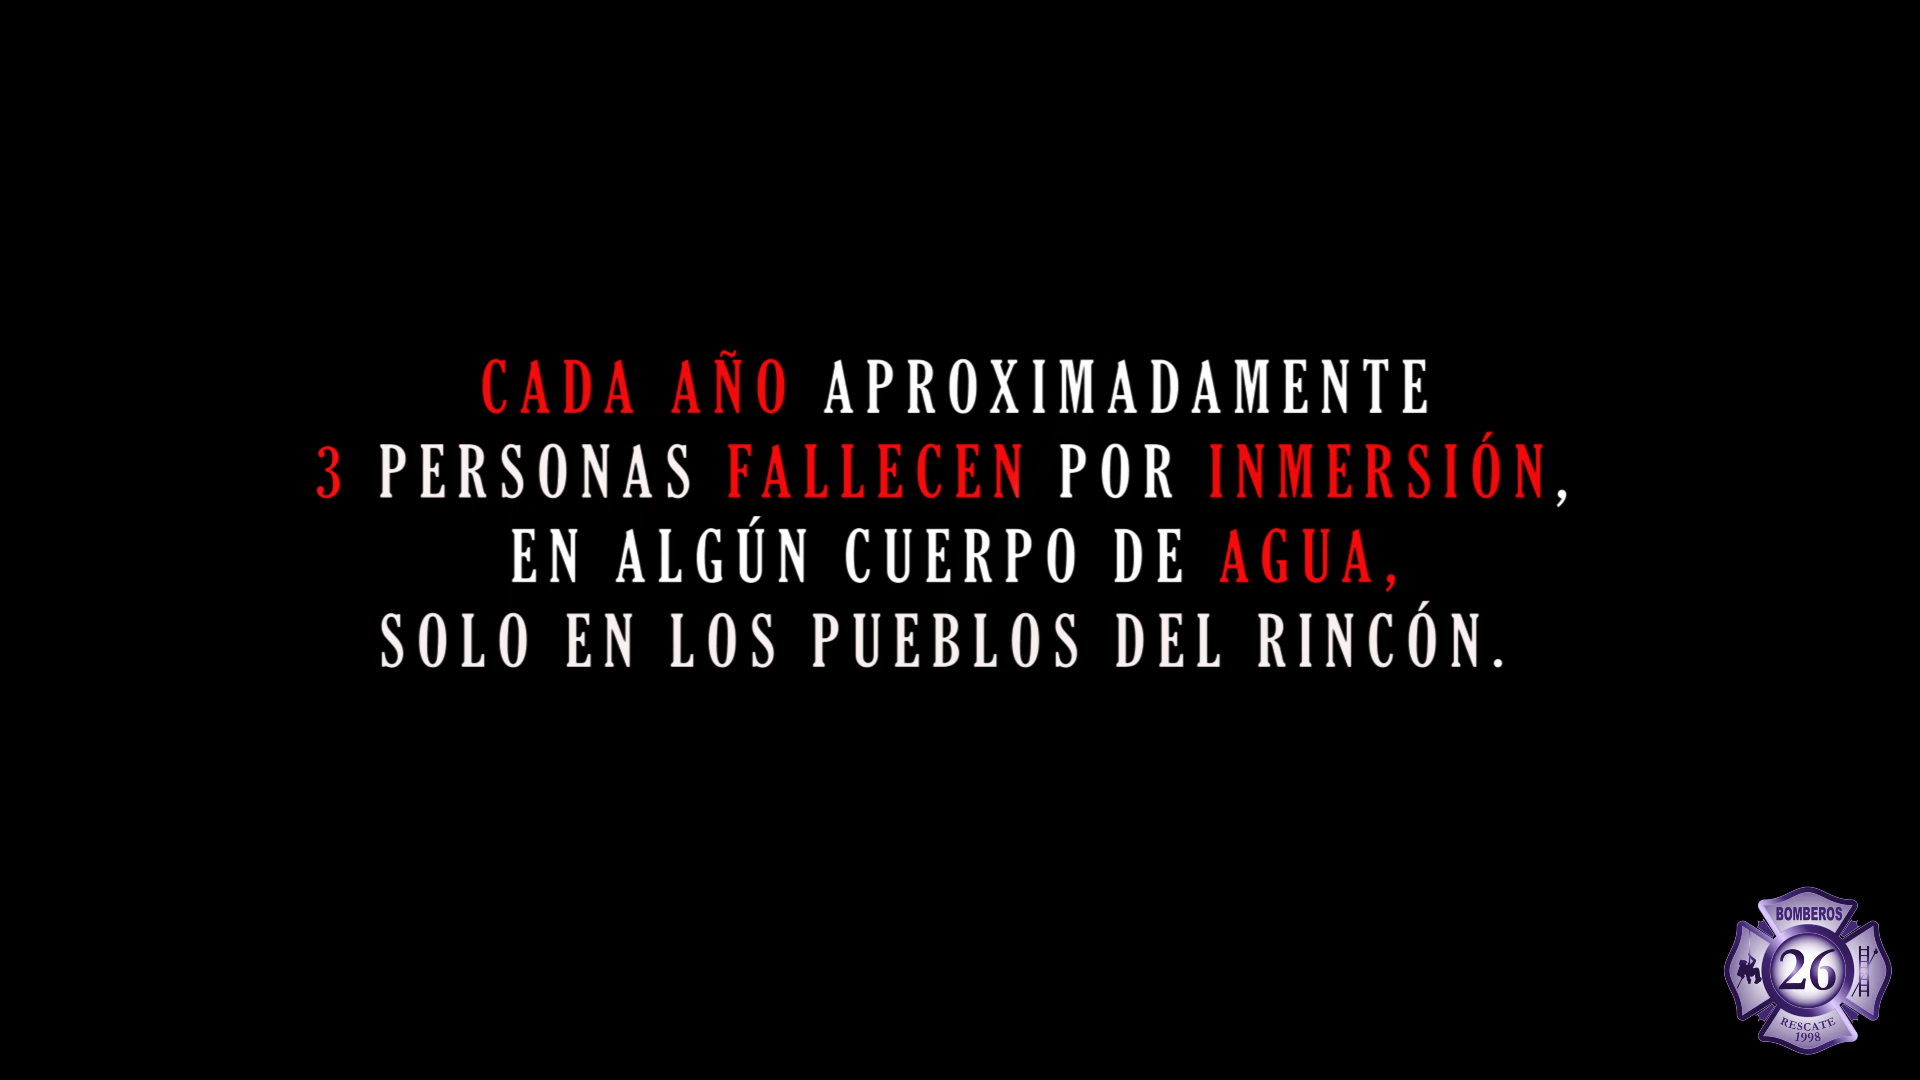 CADA AÑO APROXIMADAMENTE
3 PERSONAS FALLECEN POR INMERSIÓN,
EN ALGÚN CUERPO DE AGUA,
SOLO EN LOS PUEBLOS DEL RINCÓN.
BOMBEROS
26
RESCATE
1998